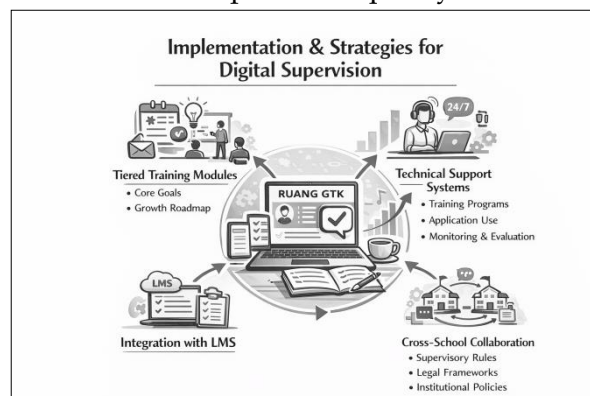 Implementation & Strategies for
Digital Supervision
24/7
Tiered Training Modules
• Core Goals
• Growth Roadmap
RUANG GTK
Technical Support
Systems
• Training Programs
• Application Use
• Monitoring & Evaluation
LMS
Integration with LMS
Cross-School Collaboration
• Supervisory Rules
• Legal Frameworks
• Institutional Policies